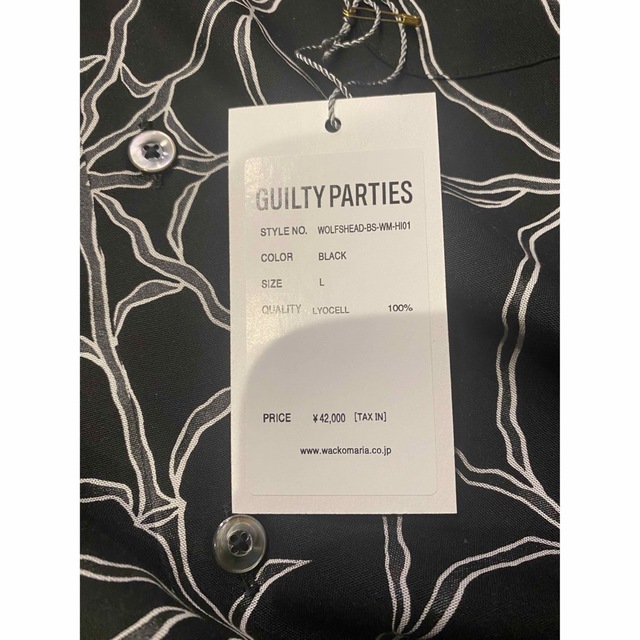 GUILTY PARTIES
STYLE NO. WOLFSHEAD-BS-WM-HI01
COLOR BLACK
SIZE L
QUALITY LYOCELL 100%
PRICE ¥42,000 [TAX IN]
www.wackomaria.co.jp